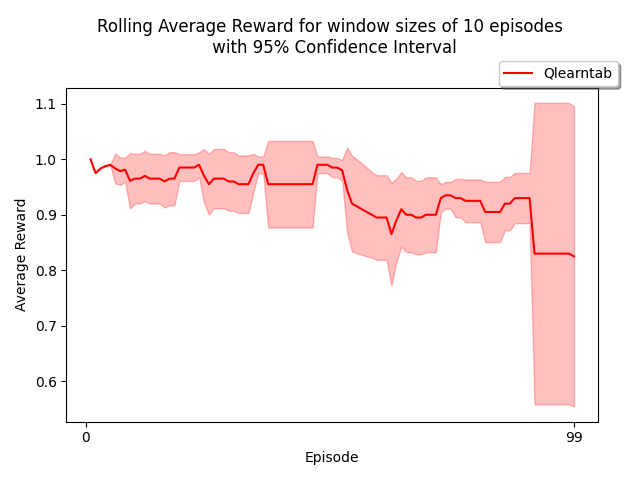 Rolling Average Reward for window sizes of 10 episodes
with 95% Confidence Interval
Qlearntab
1.1
1.0
0.9
0.8
0.7
0.6
Average Reward
0
99
Episode